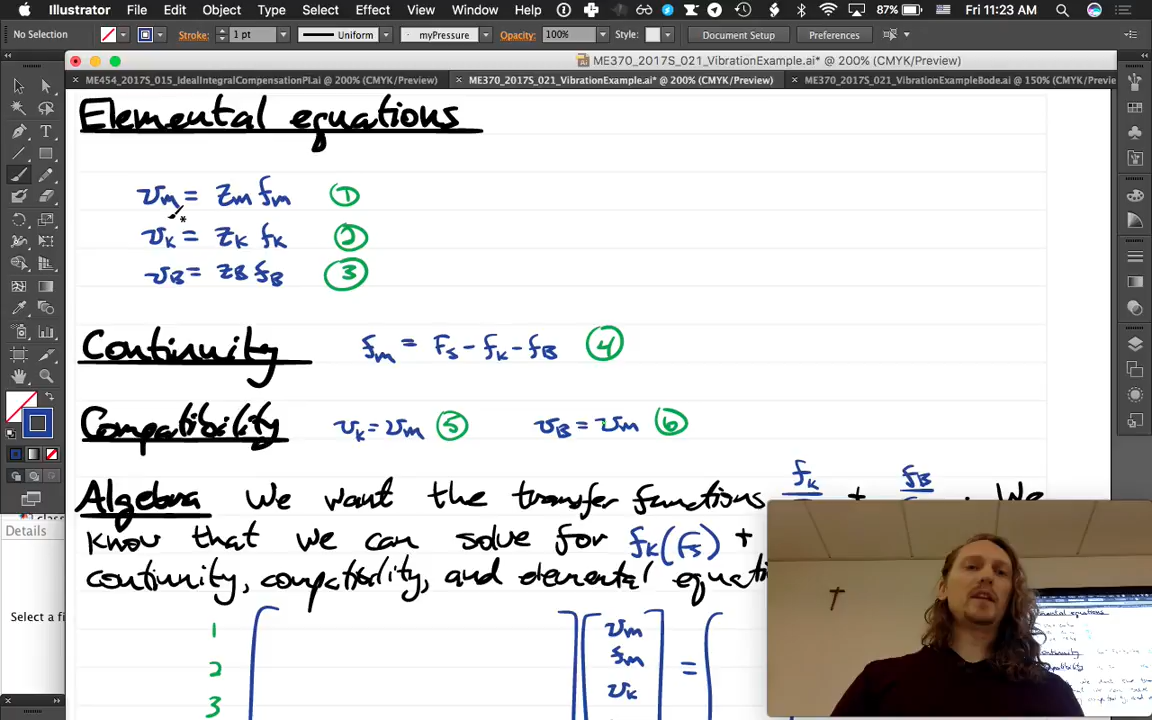 Illustrator File Edit Object Type Select Effect View Window Help 87% Fri 11:23 AM
No Selection Stroke: 1 pt Uniform myPressure Opacity: 100% Style: Document Setup Preferences
ME370_2017S_021_VibrationExample.ai* @ 200% (CMYK/Preview)
ME454_2017S_015_IdealIntegralCompensationPI.ai @ 200% (CMYK/Preview) ME370_2017S_021_VibrationExample.ai* @ 200% (CMYK/Preview) ME370_2017S_021_VibrationExampleBode.ai @ 150% (CMYK/Preview)
Elemental equations
vm = zm fm 1
vk = zk fk 2
vB = zB fB 3
Continuity fm = Fs - fk - fB 4
Compatibility vk = vm 5 vB = vm 6
Algebra We want the transfer functions fk + fB . We
know that we can solve for fk(Fs) +
continuity, compatibility, and elemental
1 vm
2 fm =
3 vk
Details
Select a